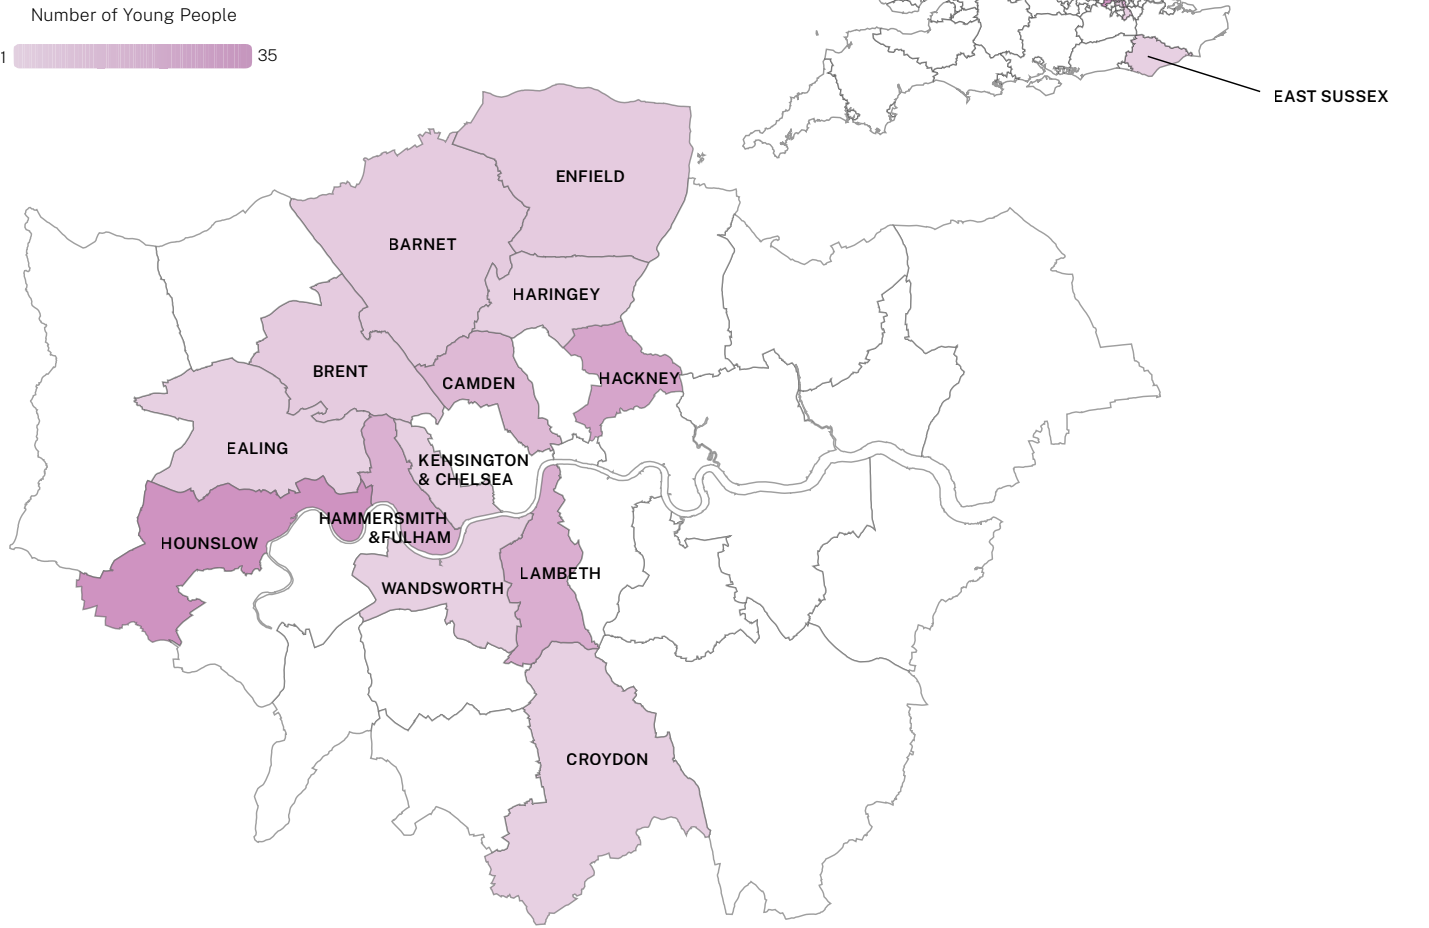 Number of Young People
1
35
EAST SUSSEX
ENFIELD
BARNET
HARINGEY
BRENT
CAMDEN
HACKNEY
EALING
KENSINGTON
& CHELSEA
HAMMERSMITH
&FULHAM
HOUNSLOW
LAMBETH
WANDSWORTH
CROYDON